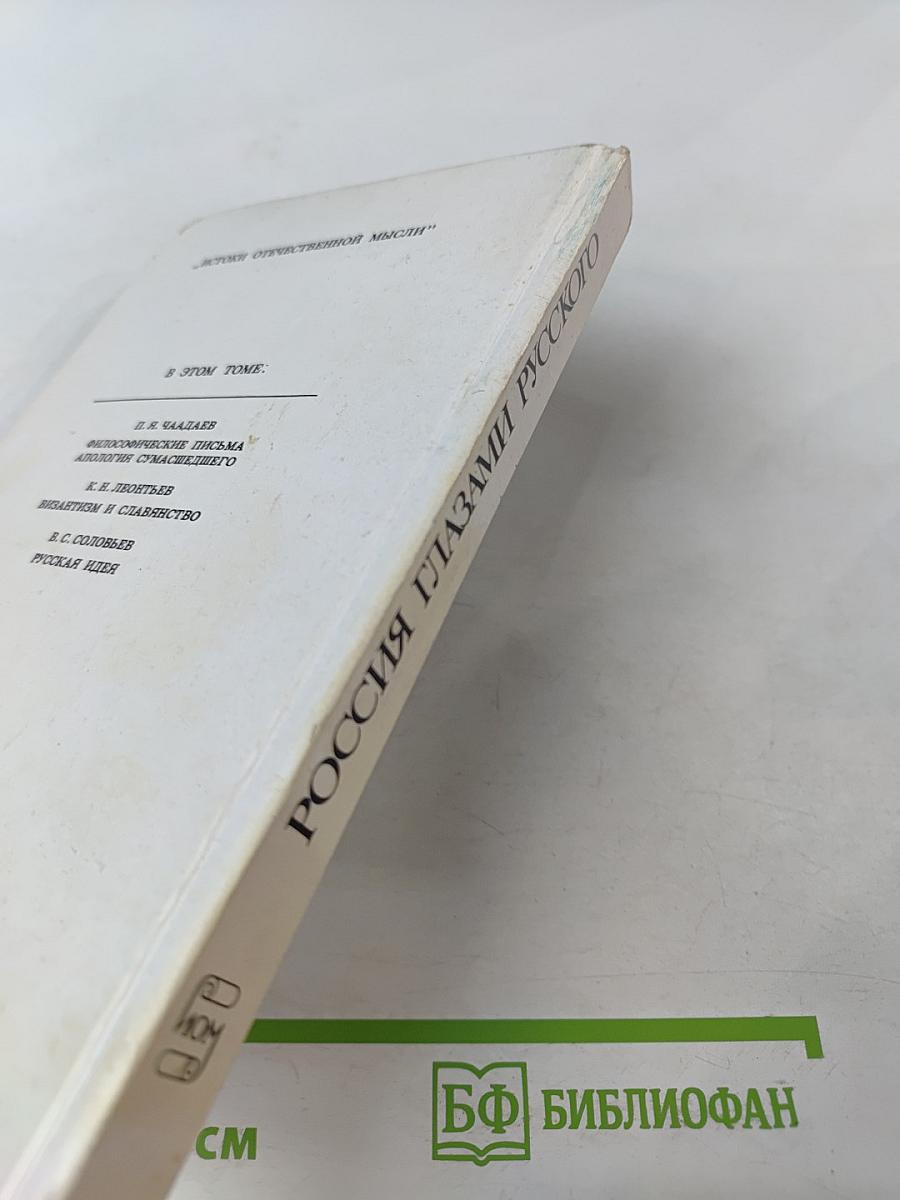 „ИСТОКИ ОТЕЧЕСТВЕННОЙ МЫСЛИ”
В ЭТОМ ТОМЕ:
П. Я. ЧААДАЕВ
ФИЛОСОФИЧЕСКИЕ ПИСЬМА
АПОЛОГИЯ СУМАСШЕДШЕГО
К. Н. ЛЕОНТЬЕВ
ВИЗАНТИЗМ И СЛАВЯНСТВО
В. С. СОЛОВЬЕВ
РУССКАЯ ИДЕЯ
РОССИЯ ГЛАЗАМИ РУССКОГО
СМ
БФ БИБЛИОФАН